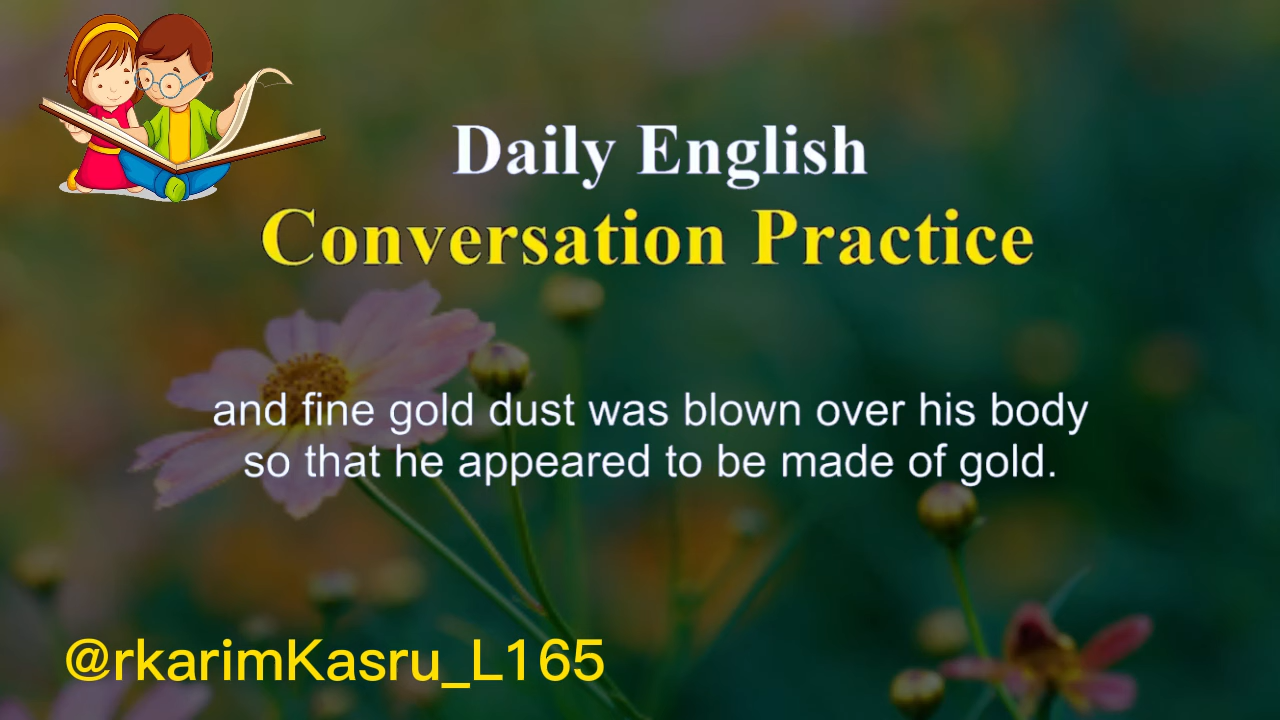 Daily English
Conversation Practice
and fine gold dust was blown over his body
so that he appeared to be made of gold.
@rkarimKasru_L165